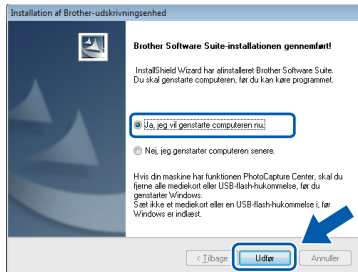 Installation af Brother-udskrivningsenhed
Brother Software Suite-installationen gennemført!
InstallShield Wizard har afinstalleret Brother Software Suite.
Du skal genstarte computeren, før du kan køre programmet.
Ja, jeg vil genstarte computeren nu.
Nej, jeg genstarter computeren senere.
Hvis din maskine har funktionen PhotoCapture Center, skal du
fjerne alle mediekort eller USB-flash-hukommelse, før du
genstarter Windows.
Sæt ikke et mediekort eller en USB-flash-hukommelse i, før
Windows er indlæst.
< Tilbage
Udfør
Annuller